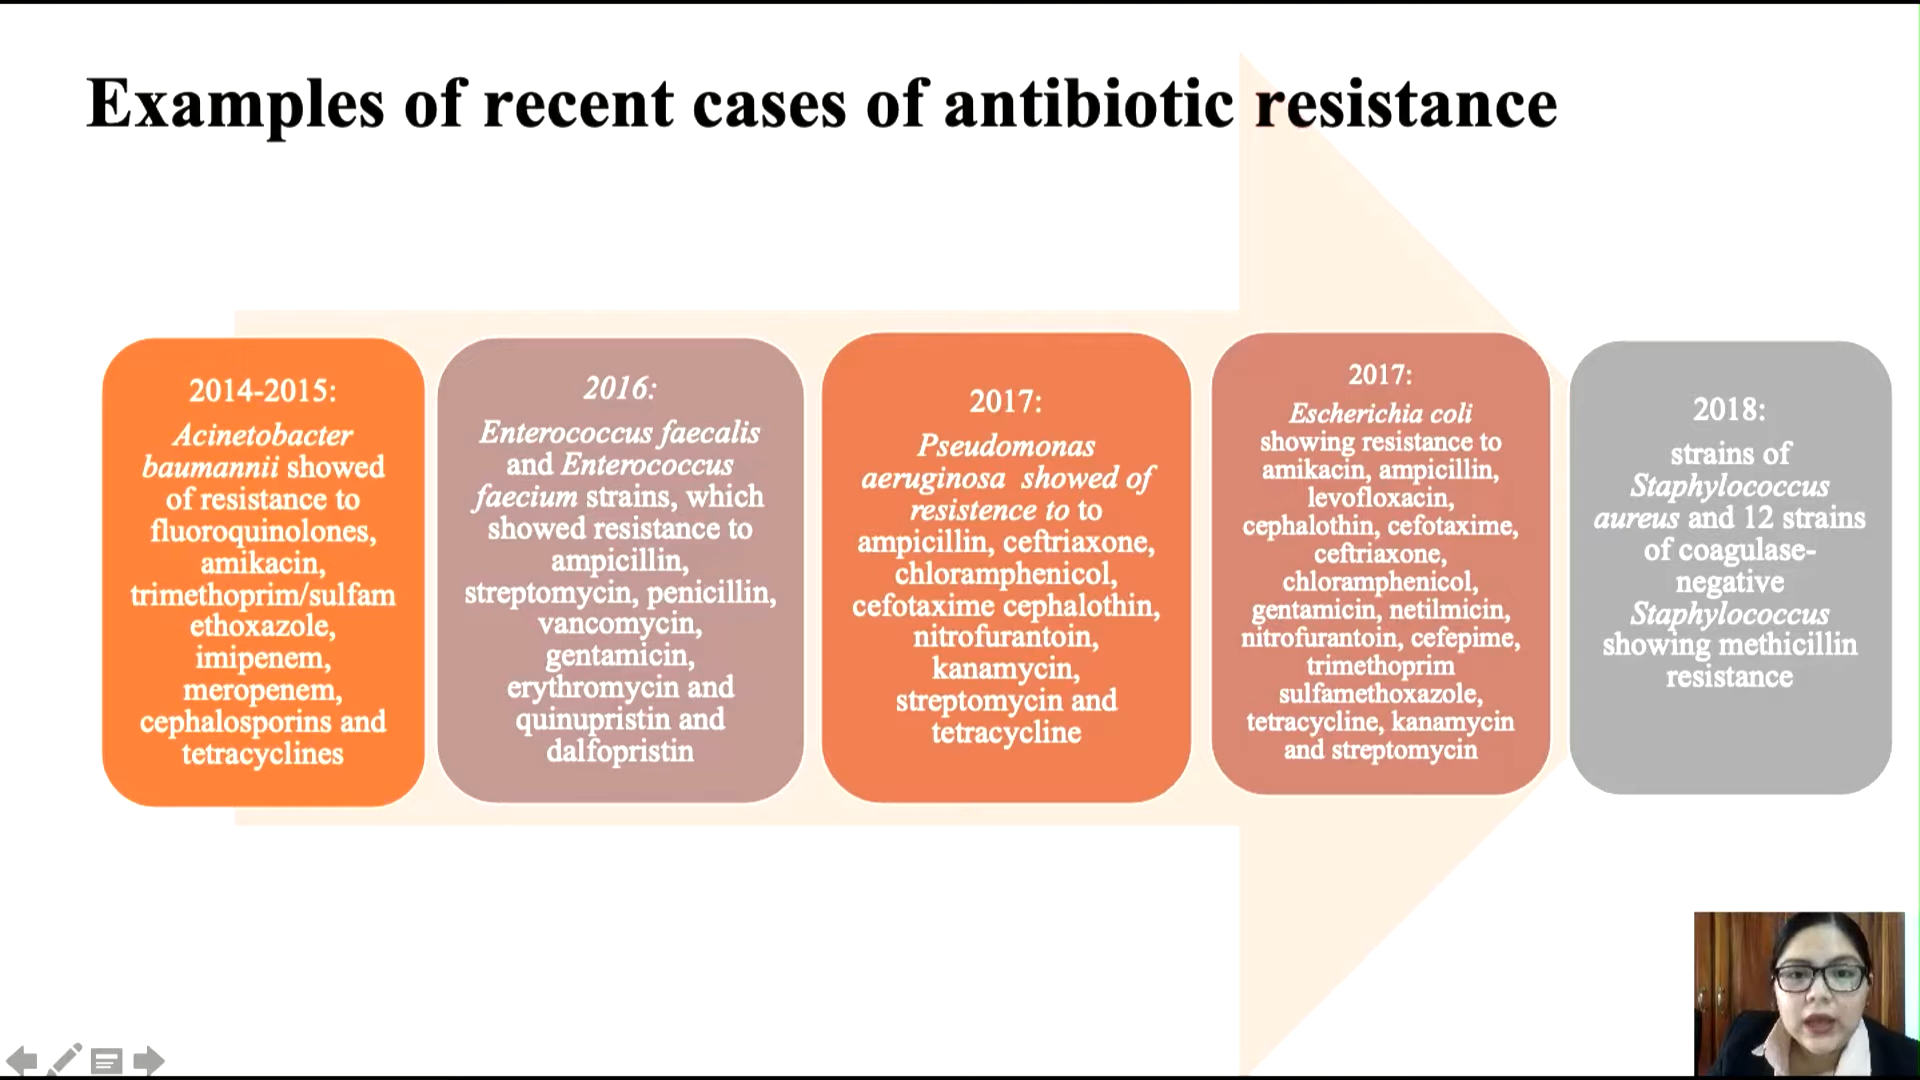 Examples of recent cases of antibiotic resistance
2014-2015:
Acinetobacter
baumannii showed
of resistance to
fluoroquinolones,
amikacin,
trimethoprim/sulfam
ethoxazole,
imipenem,
meropenem,
cephalosporins and
tetracyclines
2016:
Enterococcus faecalis
and Enterococcus
faecium strains, which
showed resistance to
ampicillin,
streptomycin, penicillin,
vancomycin,
gentamicin,
erythromycin and
quinupristin and
dalfopristin
2017:
Pseudomonas
aeruginosa showed of
resistence to to
ampicillin, ceftriaxone,
chloramphenicol,
cefotaxime cephalothin,
nitrofurantoin,
kanamycin,
streptomycin and
tetracycline
2017:
Escherichia coli
showing resistance to
amikacin, ampicillin,
levofloxacin,
cephalothin, cefotaxime,
ceftriaxone,
chloramphenicol,
gentamicin, netilmicin,
nitrofurantoin, cefepime,
trimethoprim
sulfamethoxazole,
tetracycline, kanamycin
and streptomycin
2018:
strains of
Staphylococcus
aureus and 12 strains
of coagulase-
negative
Staphylococcus
showing methicillin
resistance